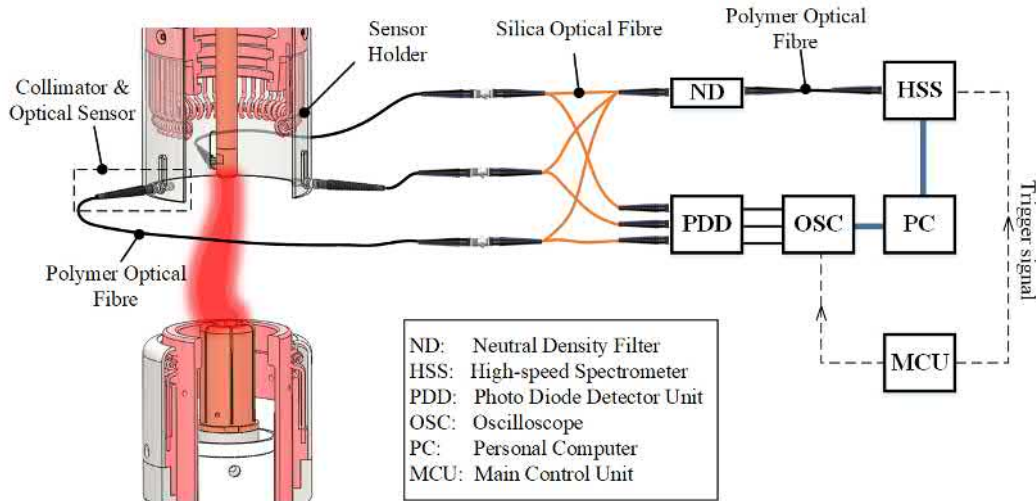 Collimator &
Optical Sensor
Sensor
Holder
Silica Optical Fibre
Polymer Optical
Fibre
ND
HSS
PDD
OSC
PC
MCU
Trigger signal
Polymer Optical
Fibre
ND: Neutral Density Filter
HSS: High-speed Spectrometer
PDD: Photo Diode Detector Unit
OSC: Oscilloscope
PC: Personal Computer
MCU: Main Control Unit